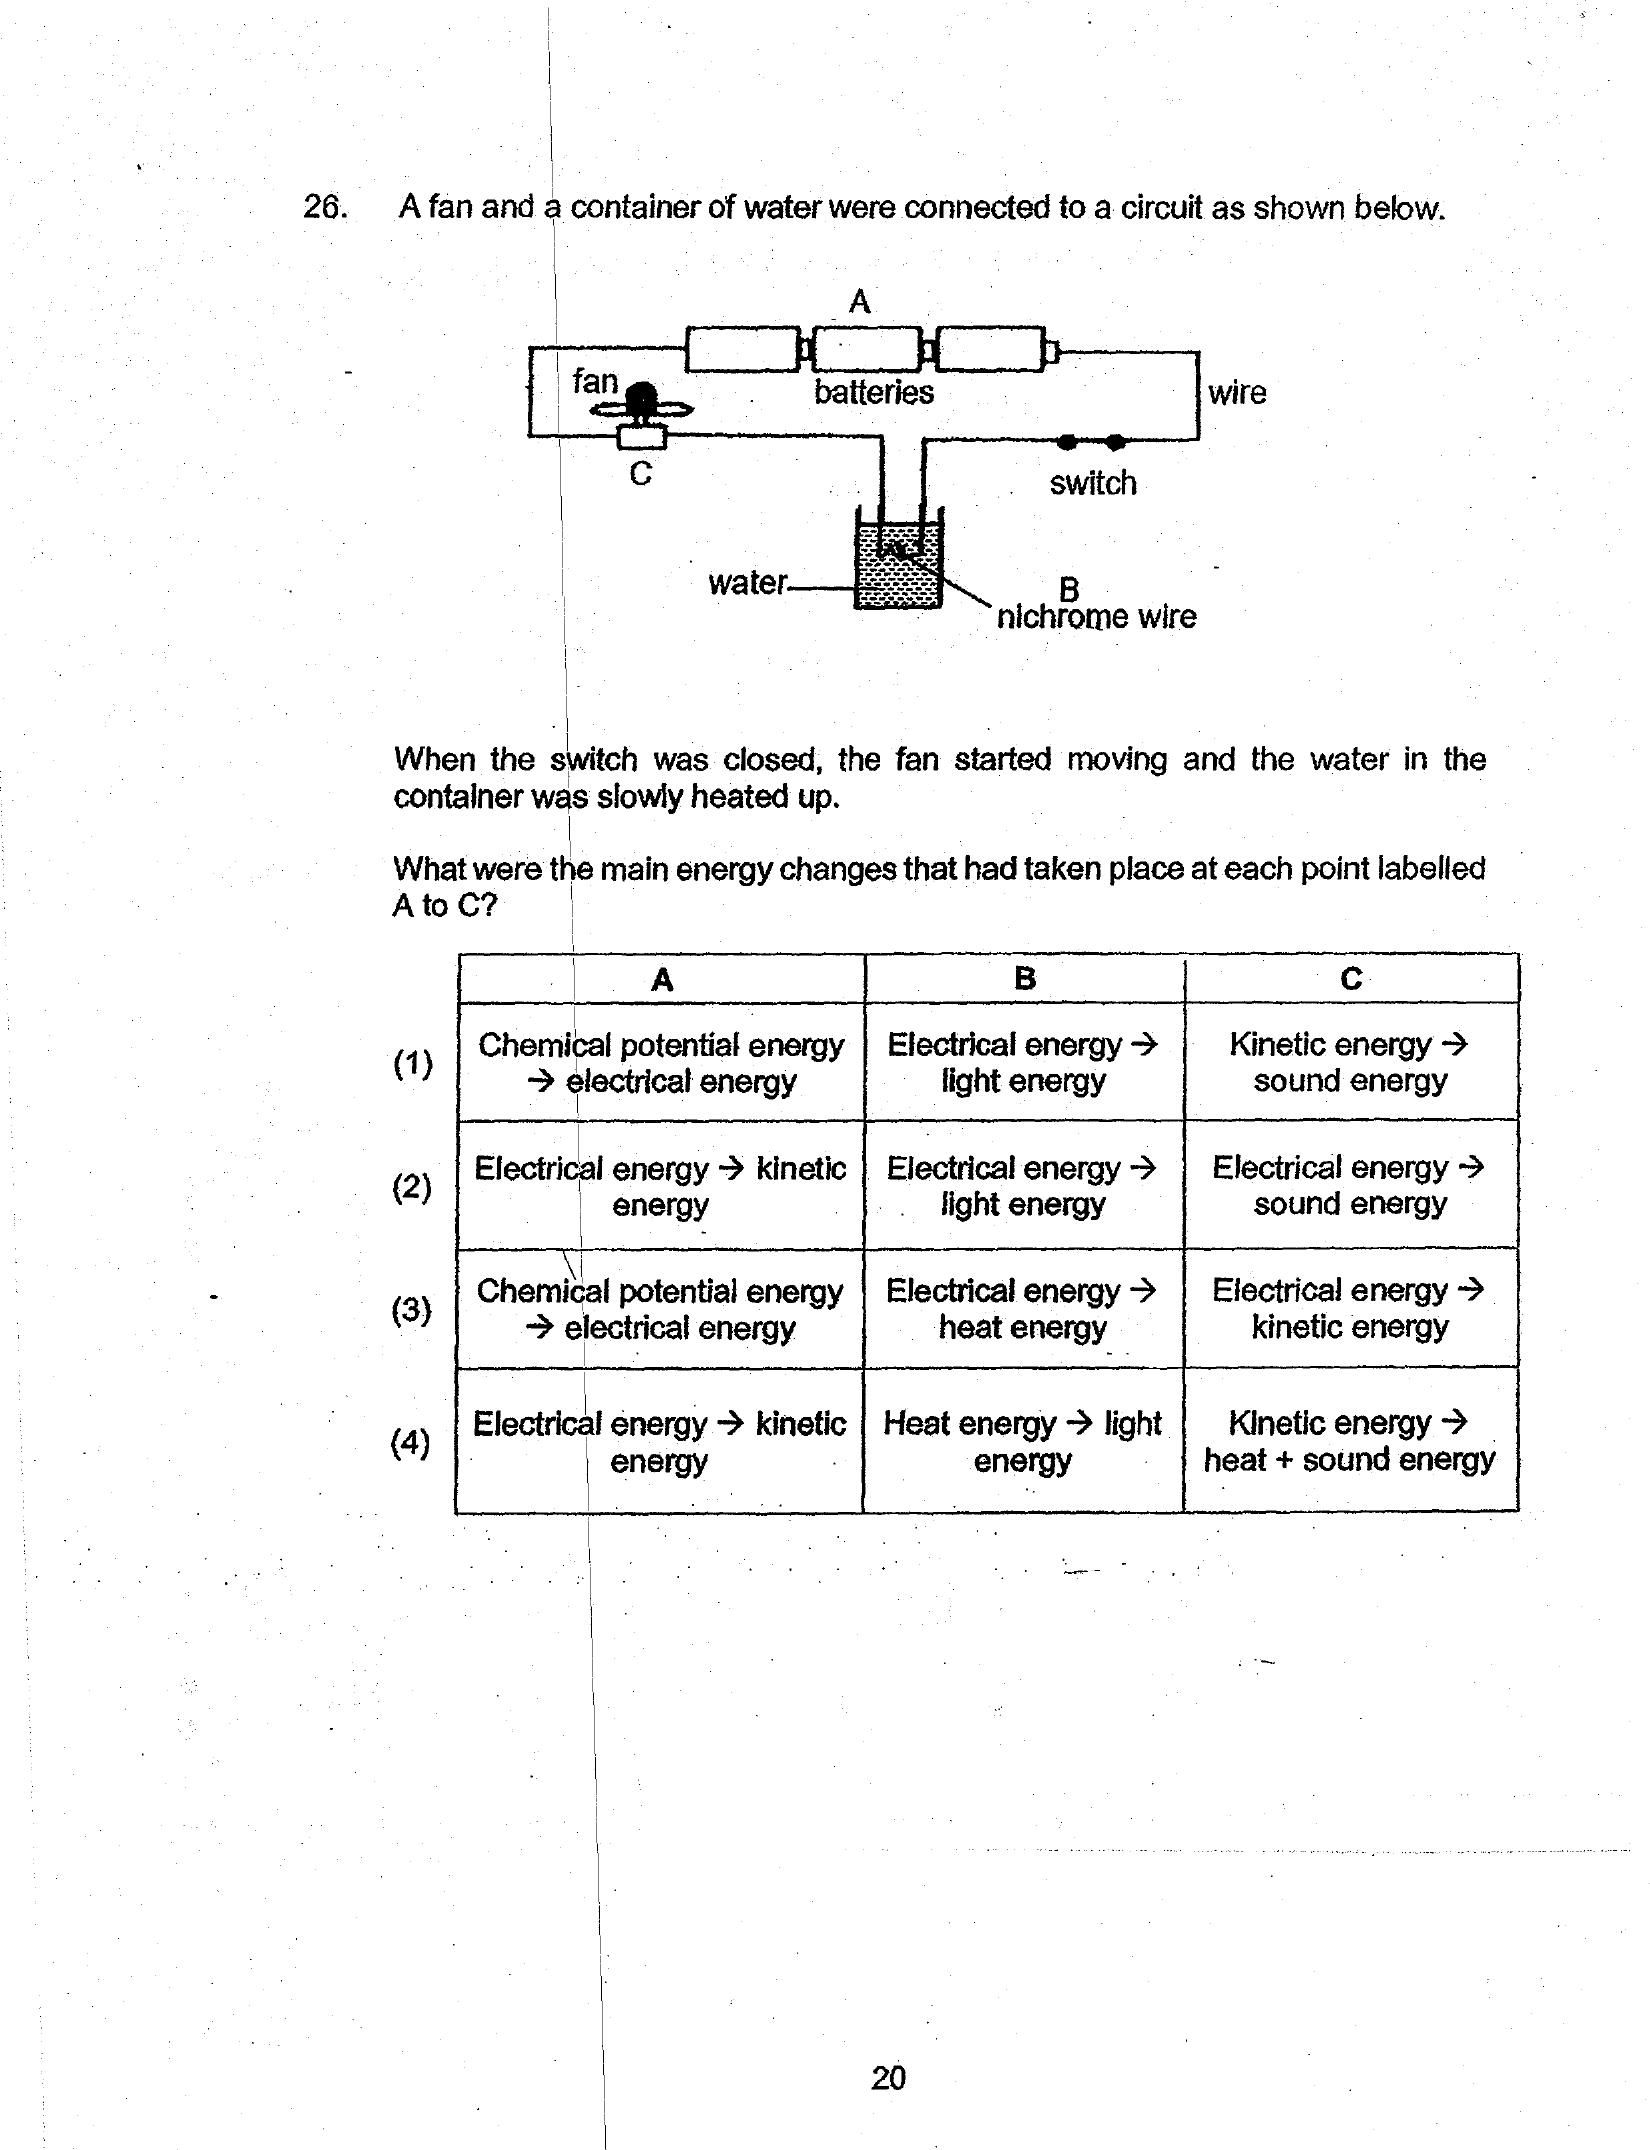 26. A fan and a container of water were connected to a circuit as shown below.
A
fan
batteries
wire
C
switch
water
B
nichrome wire
When the switch was closed, the fan started moving and the water in the
container was slowly heated up.
What were the main energy changes that had taken place at each point labelled
A to C?
A B C
(1) Chemical potential energy → electrical energy Electrical energy → light energy Kinetic energy → sound energy
(2) Electrical energy → kinetic energy Electrical energy → light energy Electrical energy → sound energy
(3) Chemical potential energy → electrical energy Electrical energy → heat energy Electrical energy → kinetic energy
(4) Electrical energy → kinetic energy Heat energy → light energy Kinetic energy → heat + sound energy
20